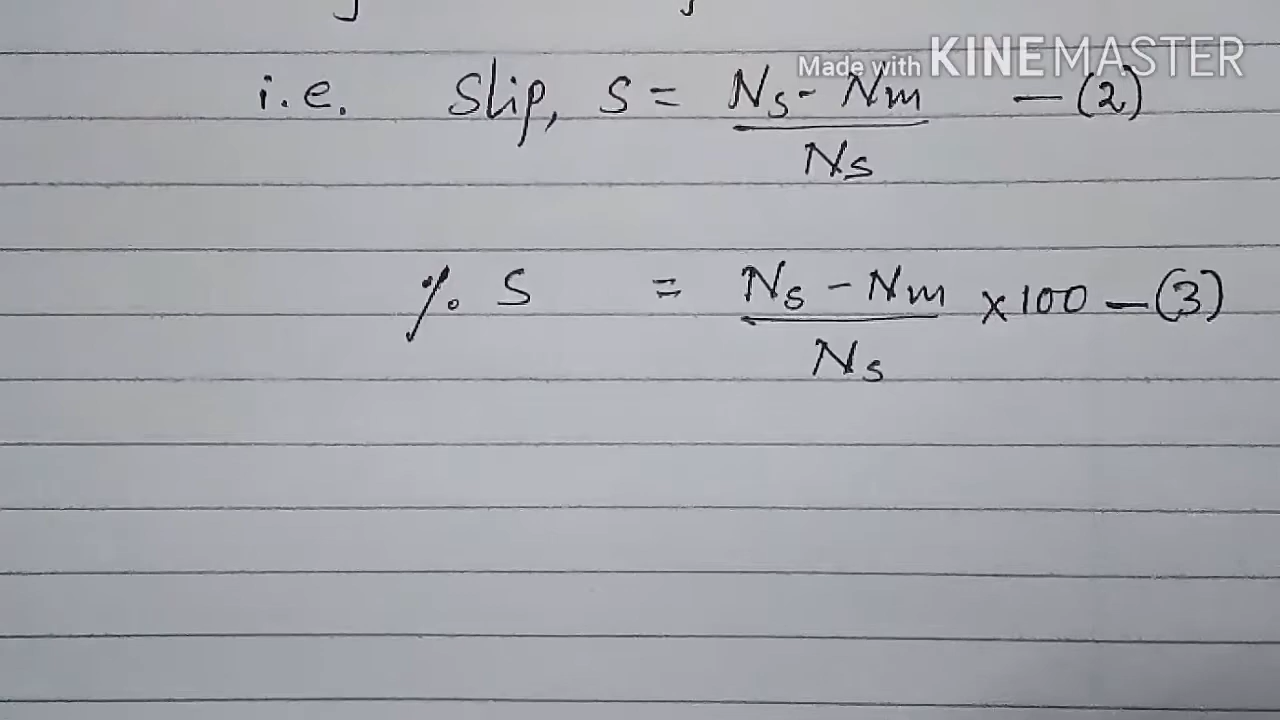 Made with KINEMASTER
i.e. Slip, S = Ns - Nm / Ns — (2)
% S = Ns - Nm / Ns × 100 — (3)